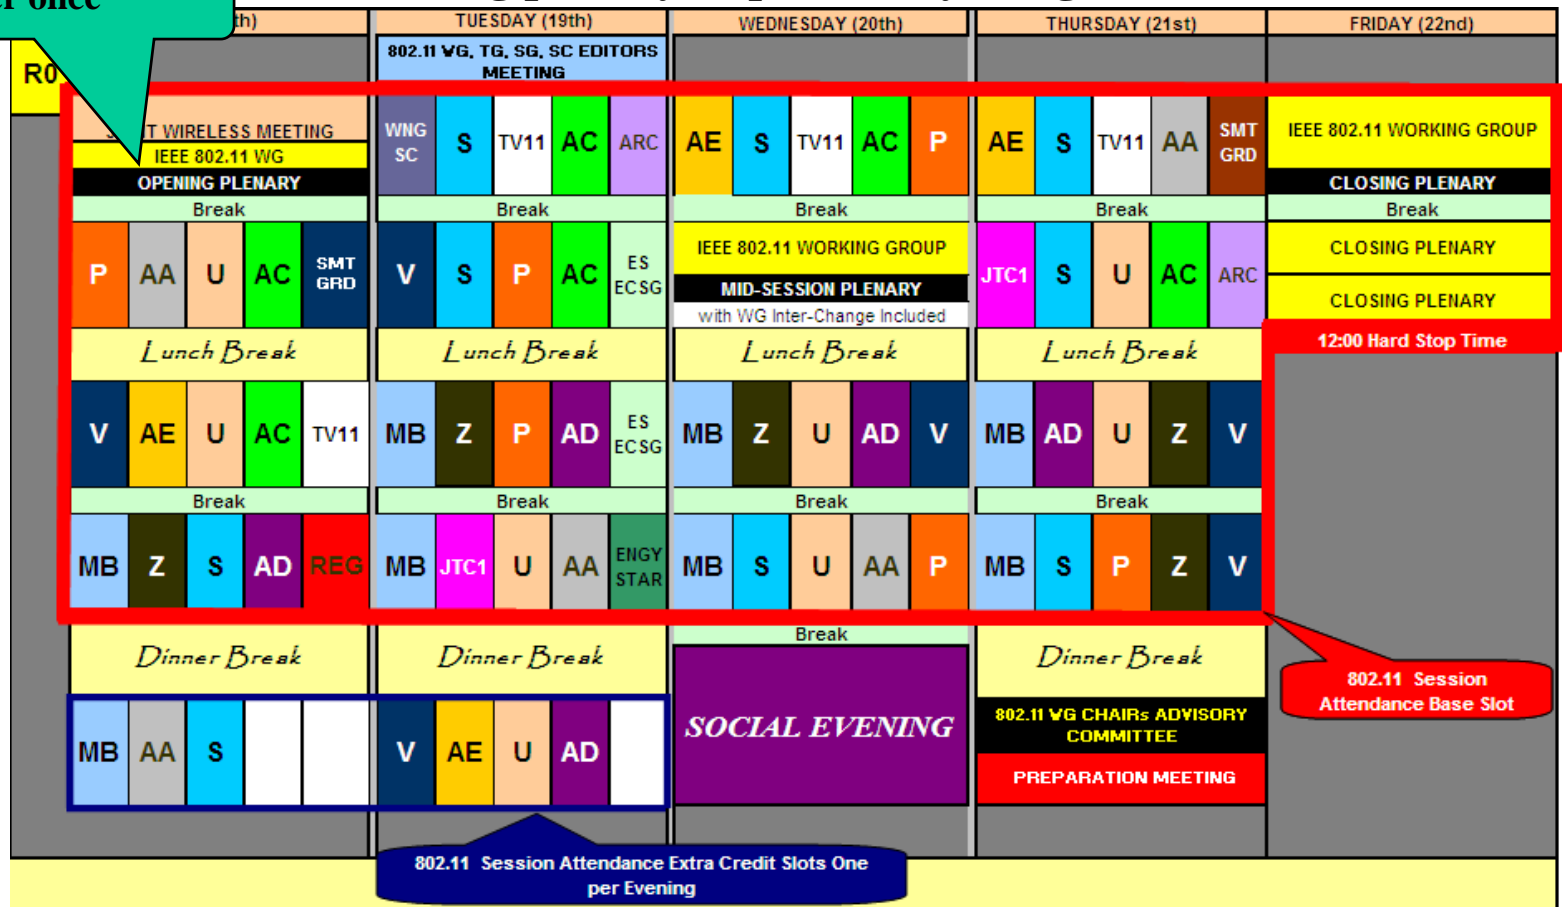 er once
th)
TUESDAY (19th)
WEDNESDAY (20th)
THURSDAY (21st)
FRIDAY (22nd)
R0
802.11 WG, TG, SG, SC EDITORS
MEETING
WIRELESS MEETING
IEEE 802.11 WG
OPENING PLENARY
WNG
SC
S
TV11
AC
ARC
AE
S
TV11
AC
P
AE
S
TV11
AA
SMT
GRD
IEEE 802.11 WORKING GROUP
CLOSING PLENARY
Break
Break
Break
Break
Break
P
AA
U
AC
SMT
GRD
V
S
P
AC
ES
ECSG
IEEE 802.11 WORKING GROUP
MID-SESSION PLENARY
with WG Inter-Change Included
JTC1
S
U
AC
ARC
CLOSING PLENARY
CLOSING PLENARY
12:00 Hard Stop Time
Lunch Break
Lunch Break
Lunch Break
Lunch Break
V
AE
U
AC
TV11
MB
Z
P
AD
ES
ECSG
MB
Z
U
AD
V
MB
AD
U
Z
V
Break
Break
Break
Break
MB
Z
S
AD
REG
MB
JTC1
U
AA
ENGY
STAR
MB
S
U
AA
P
MB
S
P
Z
V
Dinner Break
Dinner Break
Break
Dinner Break
802.11 Session
Attendance Base Slot
MB
AA
S
V
AE
U
AD
SOCIAL EVENING
802.11 WG CHAIRs ADVISORY
COMMITTEE
PREPARATION MEETING
802.11 Session Attendance Extra Credit Slots One
per Evening